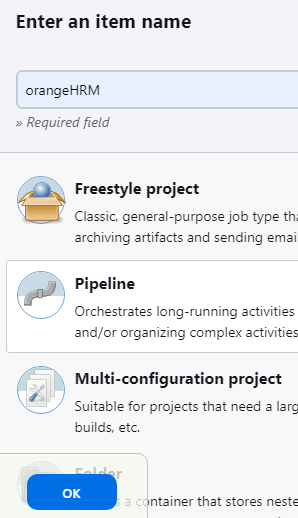 Enter an item name
orangeHRM
» Required field
Freestyle project
Classic, general-purpose job type tha
archiving artifacts and sending emai
Pipeline
Orchestrates long-running activities
and/or organizing complex activities
Multi-configuration project
Suitable for projects that need a larg
builds, etc.
Folder
OK
s a container that stores neste